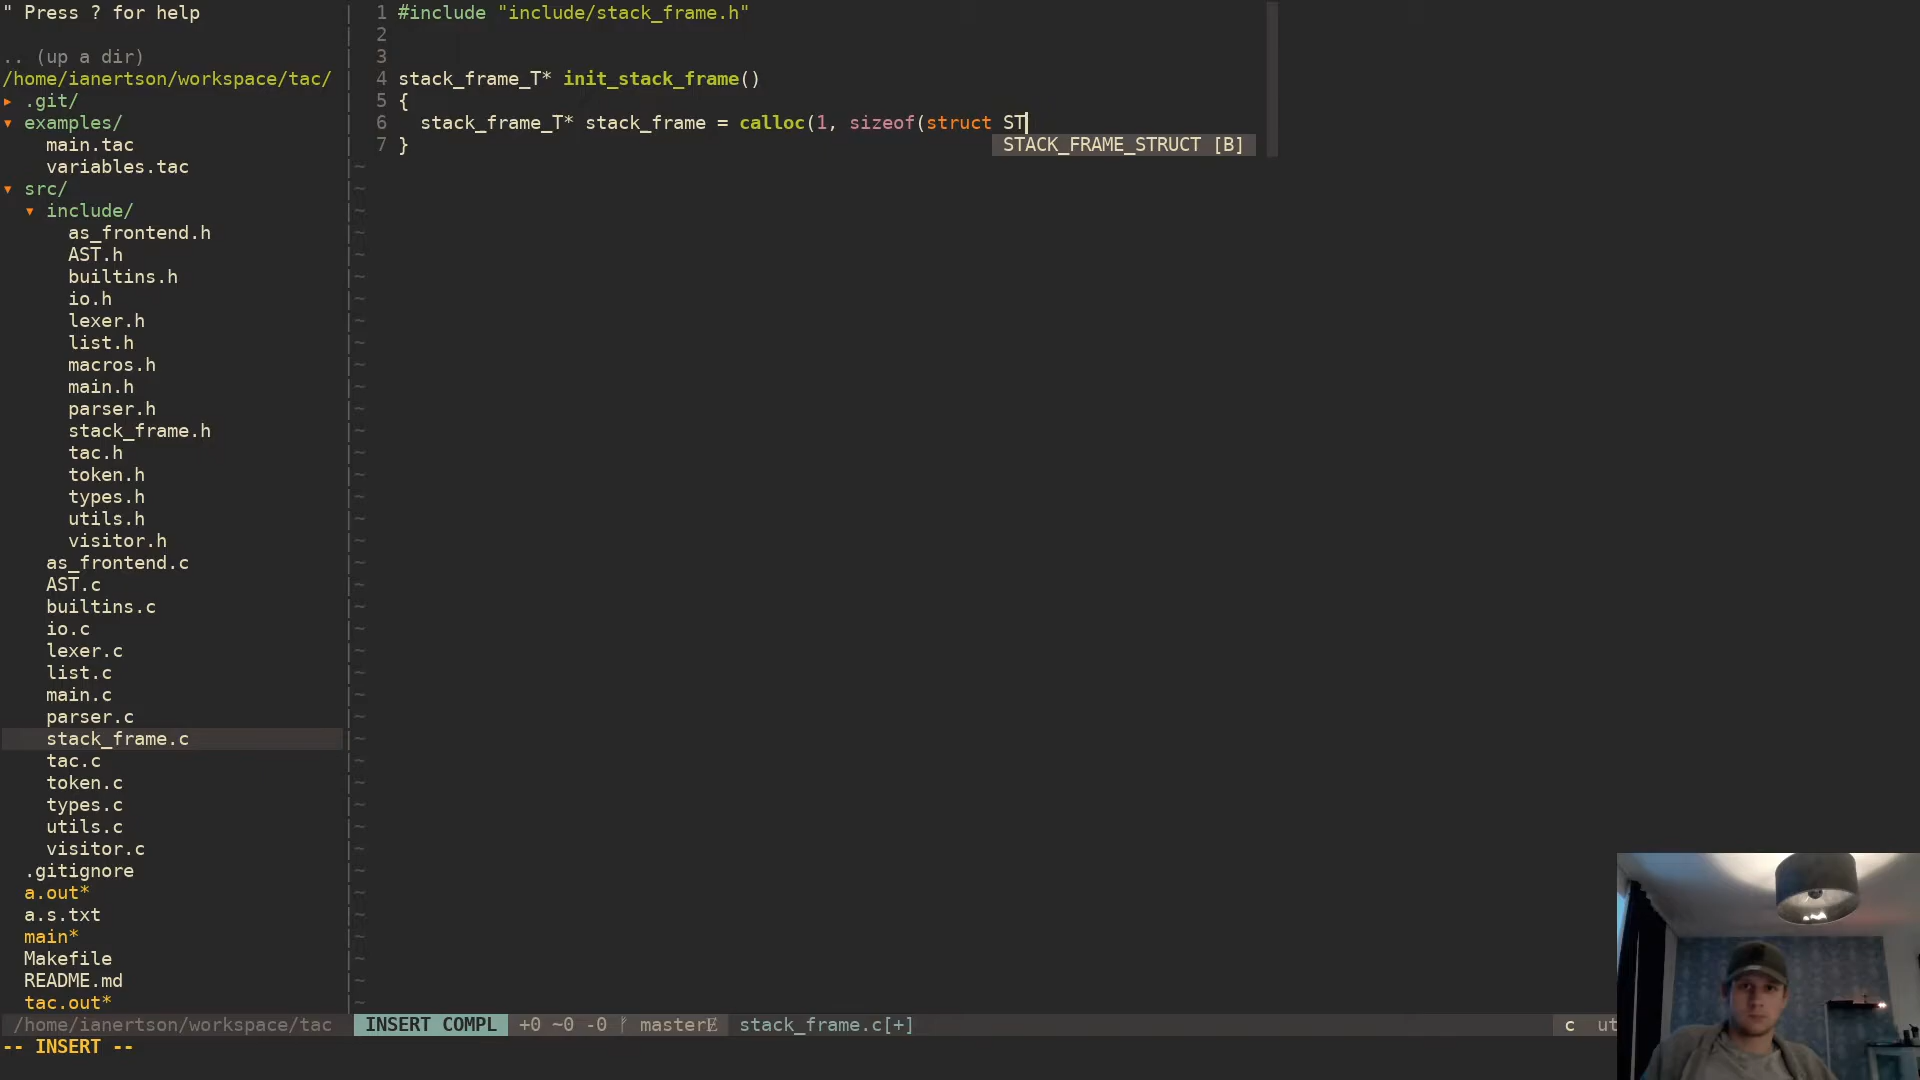 " Press ? for help
.. (up a dir)
/home/ianertson/workspace/tac/
▸ .git/
▾ examples/
main.tac
variables.tac
▾ src/
▾ include/
as_frontend.h
AST.h
builtins.h
io.h
lexer.h
list.h
macros.h
main.h
parser.h
stack_frame.h
tac.h
token.h
types.h
utils.h
visitor.h
as_frontend.c
AST.c
builtins.c
io.c
lexer.c
list.c
main.c
parser.c
stack_frame.c
tac.c
token.c
types.c
utils.c
visitor.c
.gitignore
a.out*
a.s.txt
main*
Makefile
README.md
tac.out*
/home/ianertson/workspace/tac
1 #include "include/stack_frame.h"
2
3
4 stack_frame_T* init_stack_frame()
5 {
6 stack_frame_T* stack_frame = calloc(1, sizeof(struct ST
7 }
STACK_FRAME_STRUCT [B]
INSERT COMPL +0 ~0 -0 master stack_frame.c[+] c ut
-- INSERT --